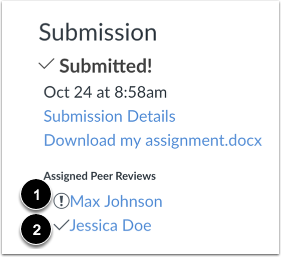 Submission
Submitted!
Oct 24 at 8:58am
Submission Details
Download my assignment.docx
Assigned Peer Reviews
1 Max Johnson
2 Jessica Doe